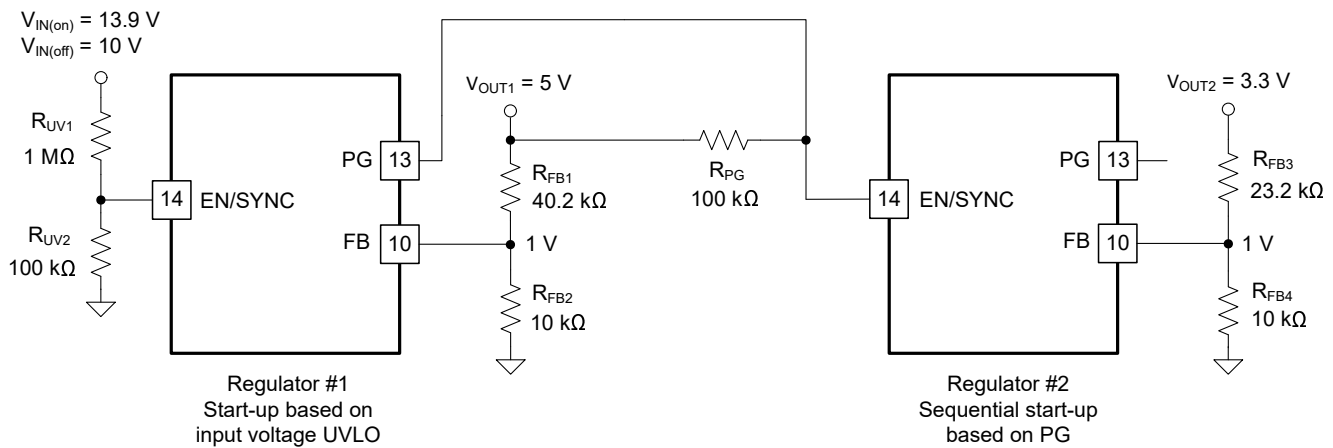 VIN(on) = 13.9 V
VIN(off) = 10 V
RUV1
1 MΩ
RUV2
100 kΩ
14
EN/SYNC
PG
13
FB
10
VOUT1 = 5 V
RFB1
40.2 kΩ
1 V
RFB2
10 kΩ
RPG
100 kΩ
14
EN/SYNC
PG
13
FB
10
VOUT2 = 3.3 V
RFB3
23.2 kΩ
1 V
RFB4
10 kΩ
Regulator #1
Start-up based on
input voltage UVLO
Regulator #2
Sequential start-up
based on PG